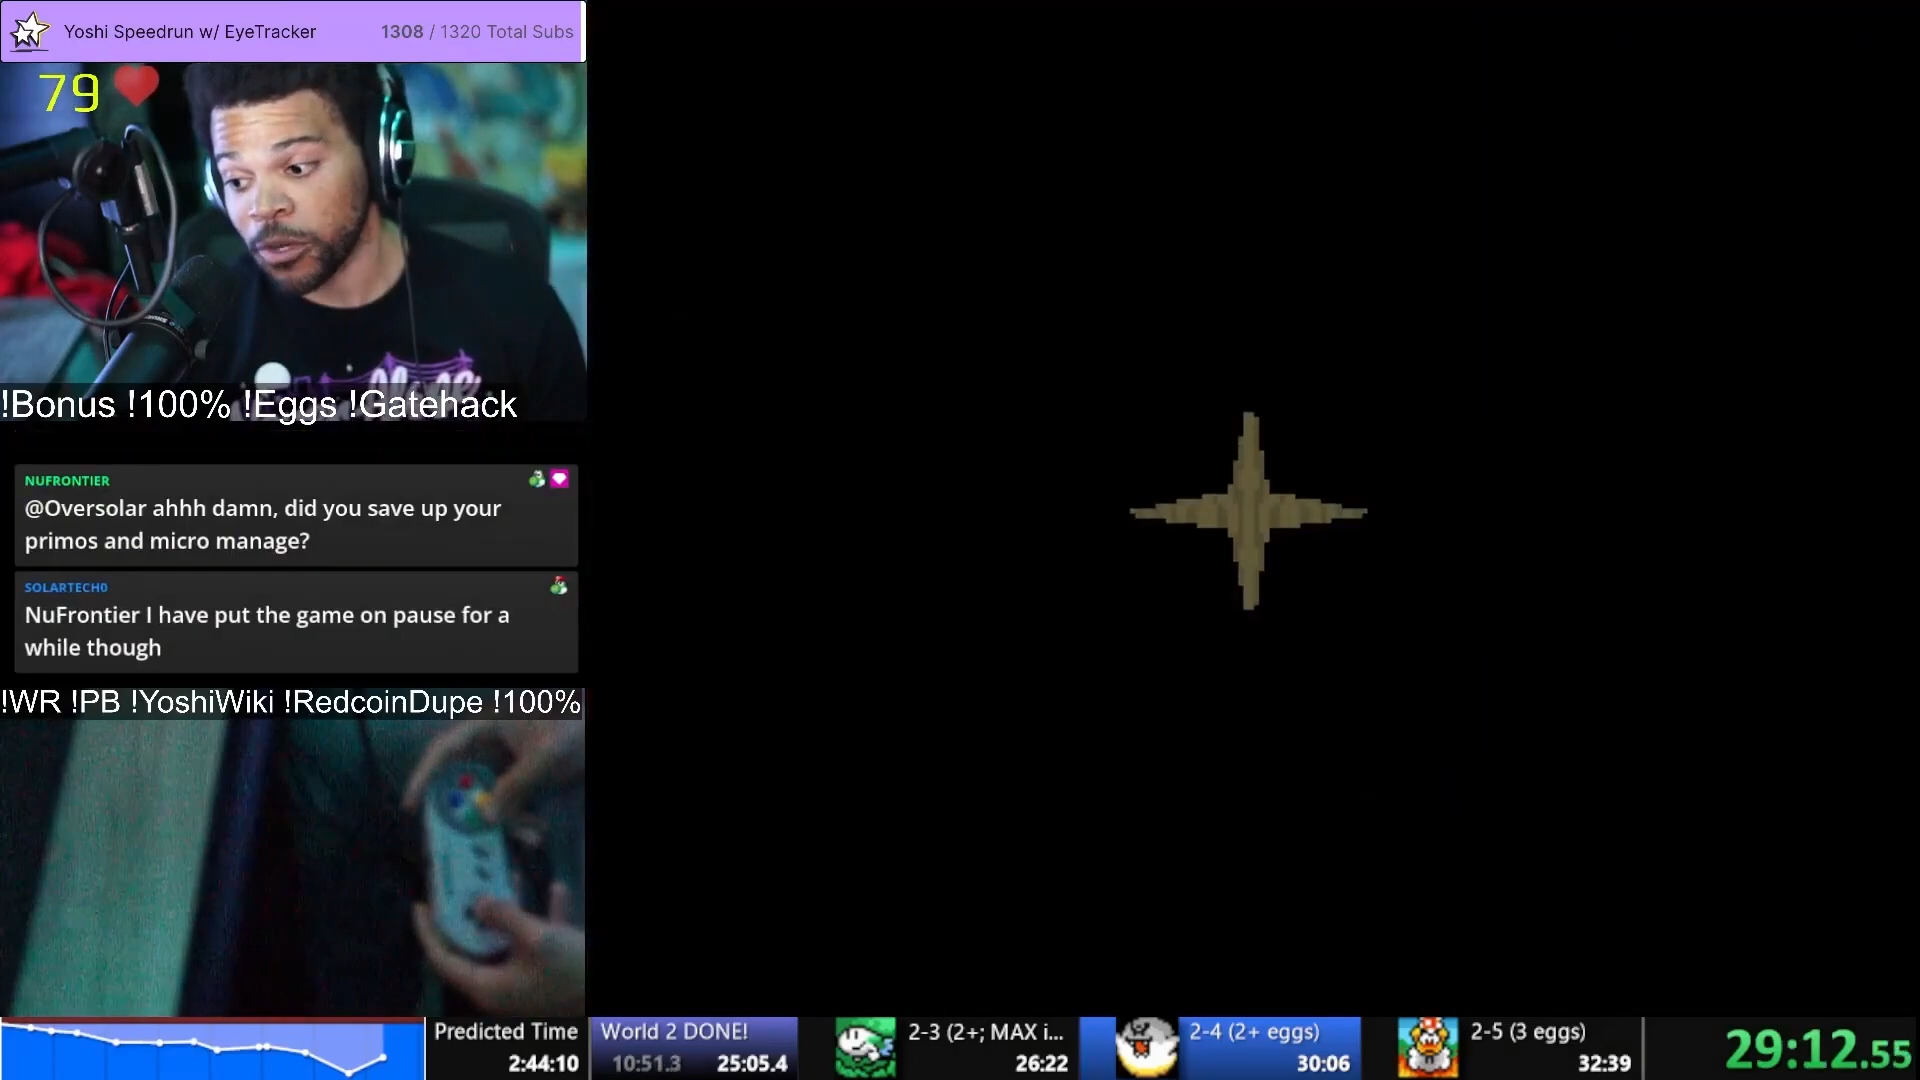 Yoshi Speedrun w/ EyeTracker 1308 / 1320 Total Subs
79
!Bonus !100% !Eggs !Gatehack
NUFRONTIER
@Oversolar ahhh damn, did you save up your
primos and micro manage?
SOLARTECH0
NuFrontier I have put the game on pause for a
while though
!WR !PB !YoshiWiki !RedcoinDupe !100%
Predicted Time
2:44:10
World 2 DONE!
10:51.3 25:05.4
2-3 (2+; MAX i...
26:22
2-4 (2+ eggs)
30:06
2-5 (3 eggs)
32:39
29:12.55